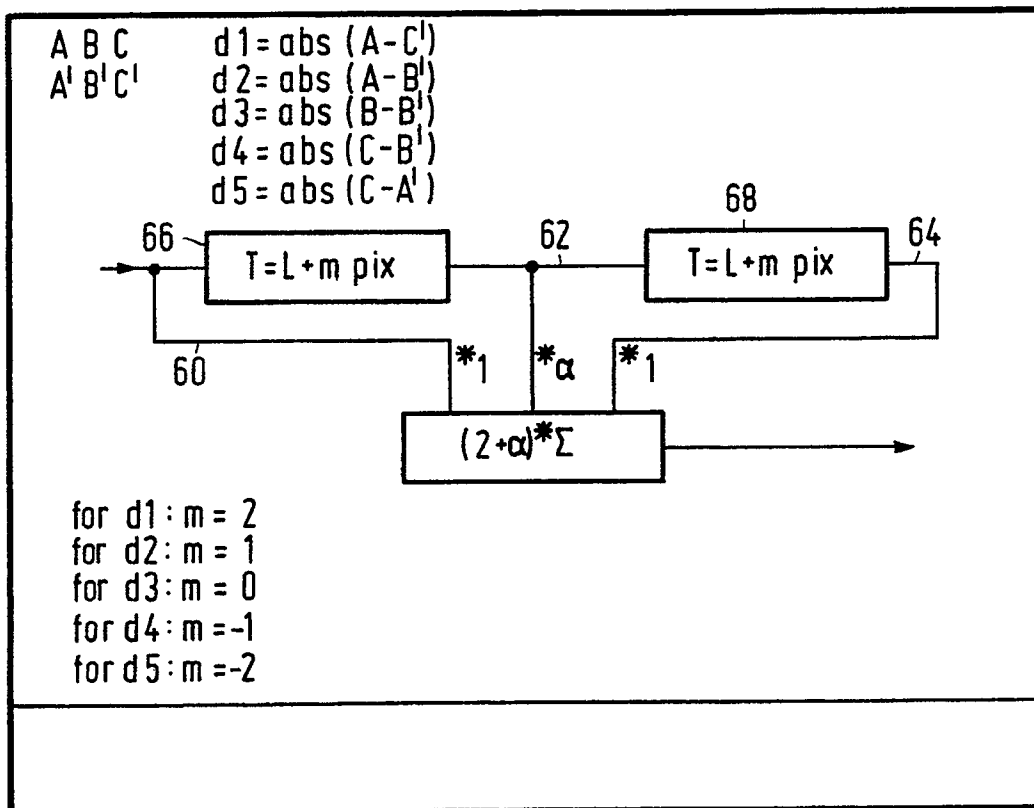 A B C d1=abs (A-C')
A' B' C' d2=abs (A-B')
d3=abs (B-B')
d4=abs (C-B')
d5=abs (C-A')
66 62 68 64
T=L+m pix T=L+m pix
60 *1 *α *1
(2+α)*Σ
for d1: m = 2
for d2: m = 1
for d3: m = 0
for d4: m =-1
for d5: m =-2